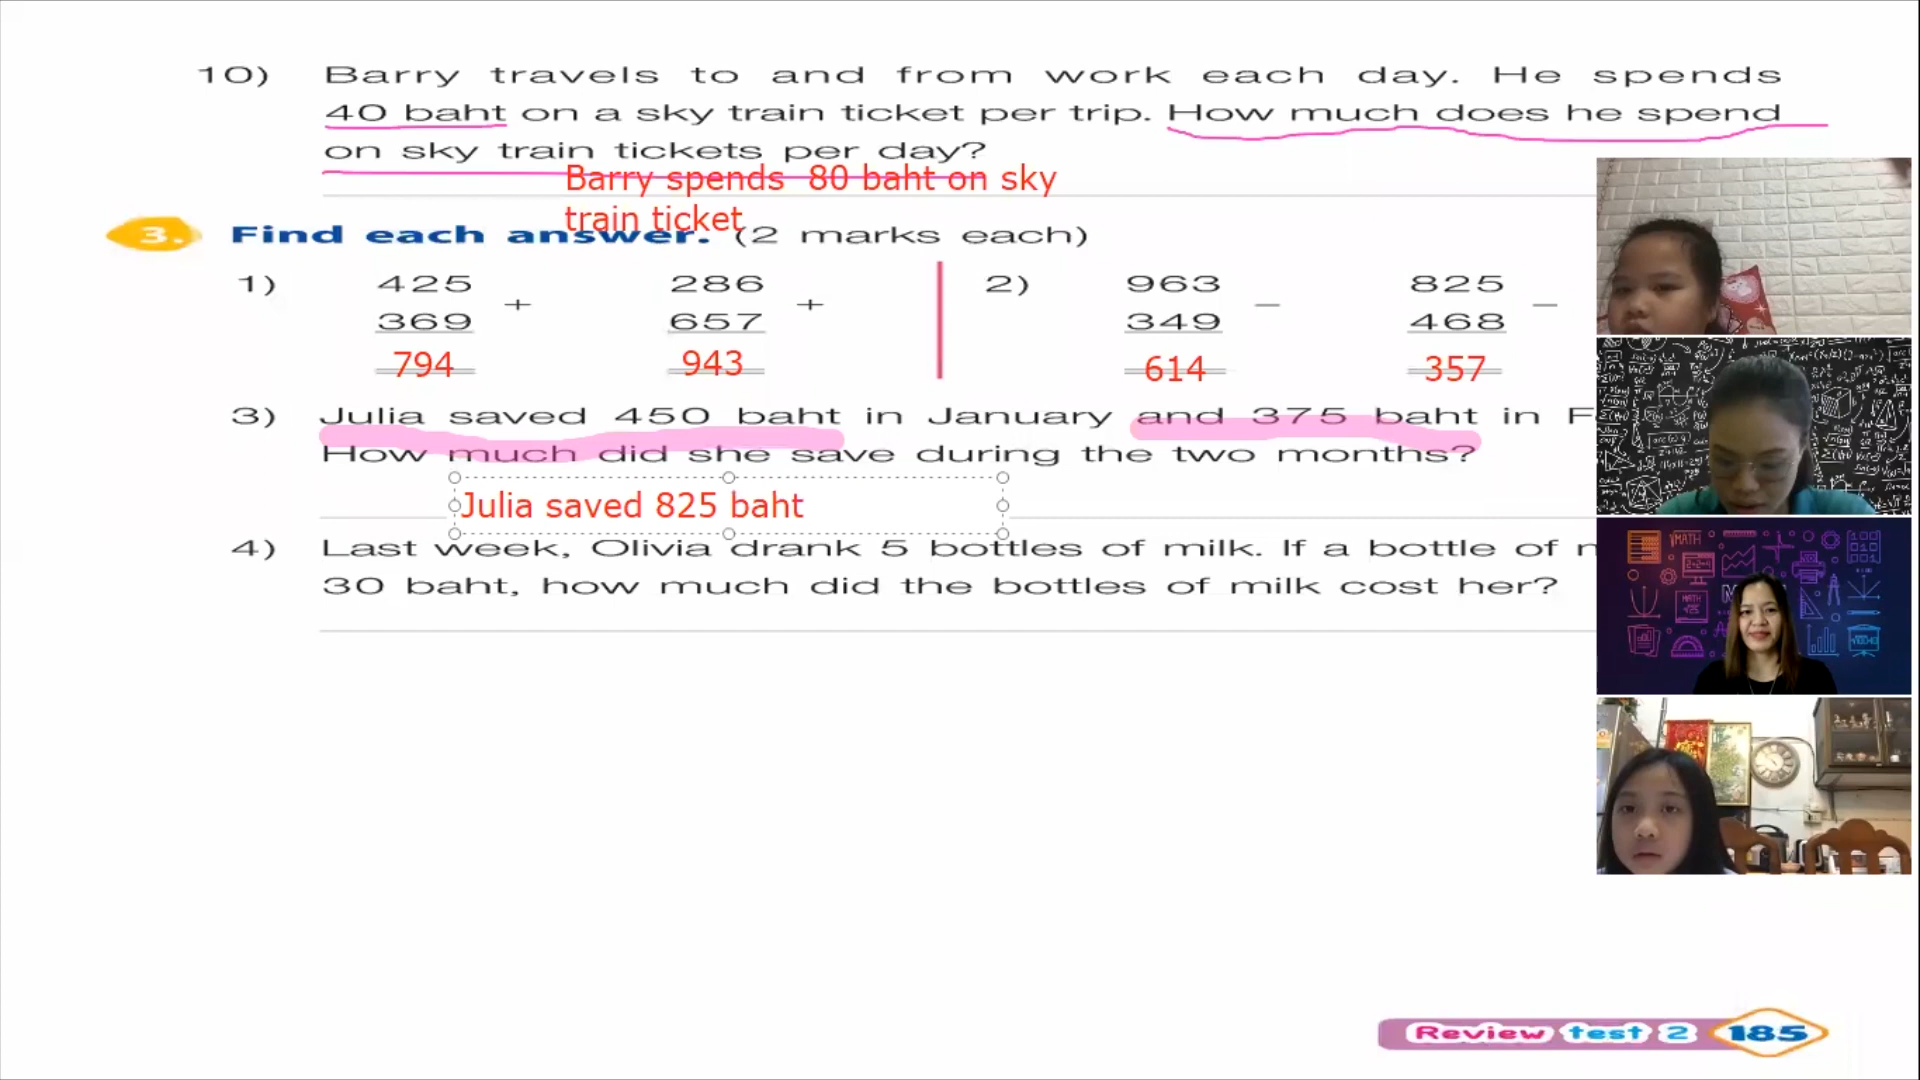 10) Barry travels to and from work each day. He spends
40 baht on a sky train ticket per trip. How much does he spend
on sky train tickets per day?
Barry spends 80 baht on sky
train ticket
3. Find each answer. (2 marks each)
1) 425 + 286 + 2) 963 − 825 −
369 657 349 468
794 943 614 357
3) Julia saved 450 baht in January and 375 baht in F
How much did she save during the two months?
Julia saved 825 baht
4) Last week, Olivia drank 5 bottles of milk. If a bottle of
30 baht, how much did the bottles of milk cost her?
Review test 2 185